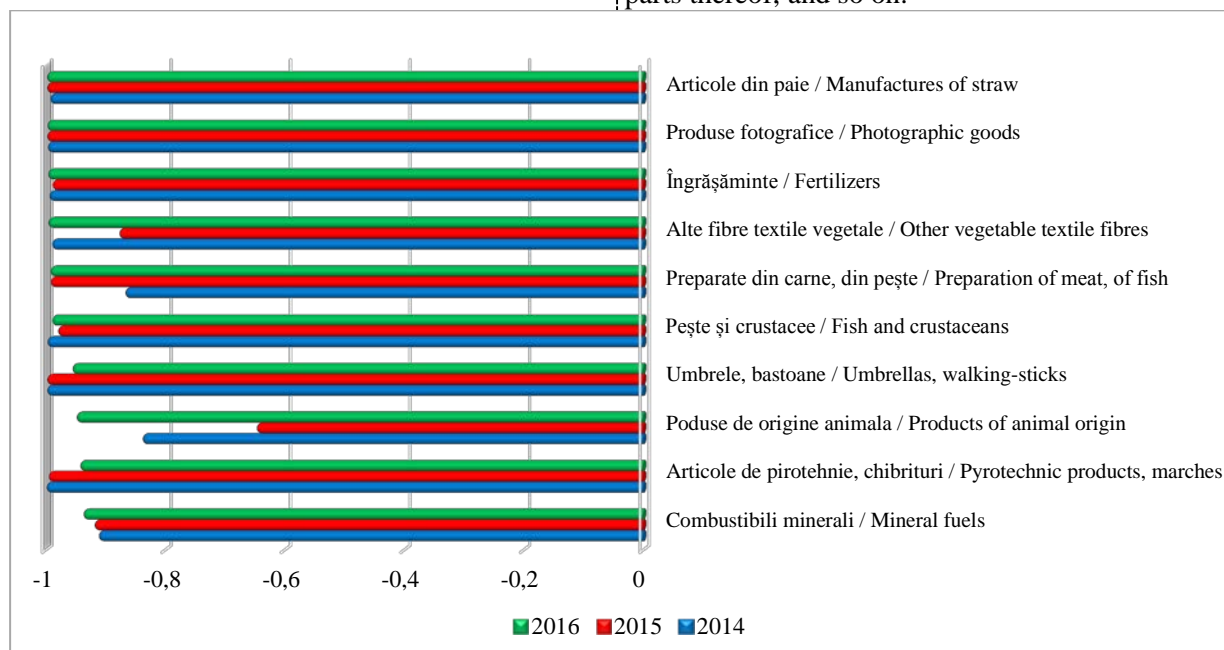 parts thereof, and so on.
Articole din paie / Manufactures of straw
Produse fotografice / Photographic goods
Îngrășăminte / Fertilizers
Alte fibre textile vegetale / Other vegetable textile fibres
Preparate din carne, din pește / Preparation of meat, of fish
Pește și crustacee / Fish and crustaceans
Umbrele, bastoane / Umbrellas, walking-sticks
Poduse de origine animala / Products of animal origin
Articole de pirotehnie, chibrituri / Pyrotechnic products, marches
Combustibili minerali / Mineral fuels
-1 -0,8 -0,6 -0,4 -0,2 0
2016 2015 2014